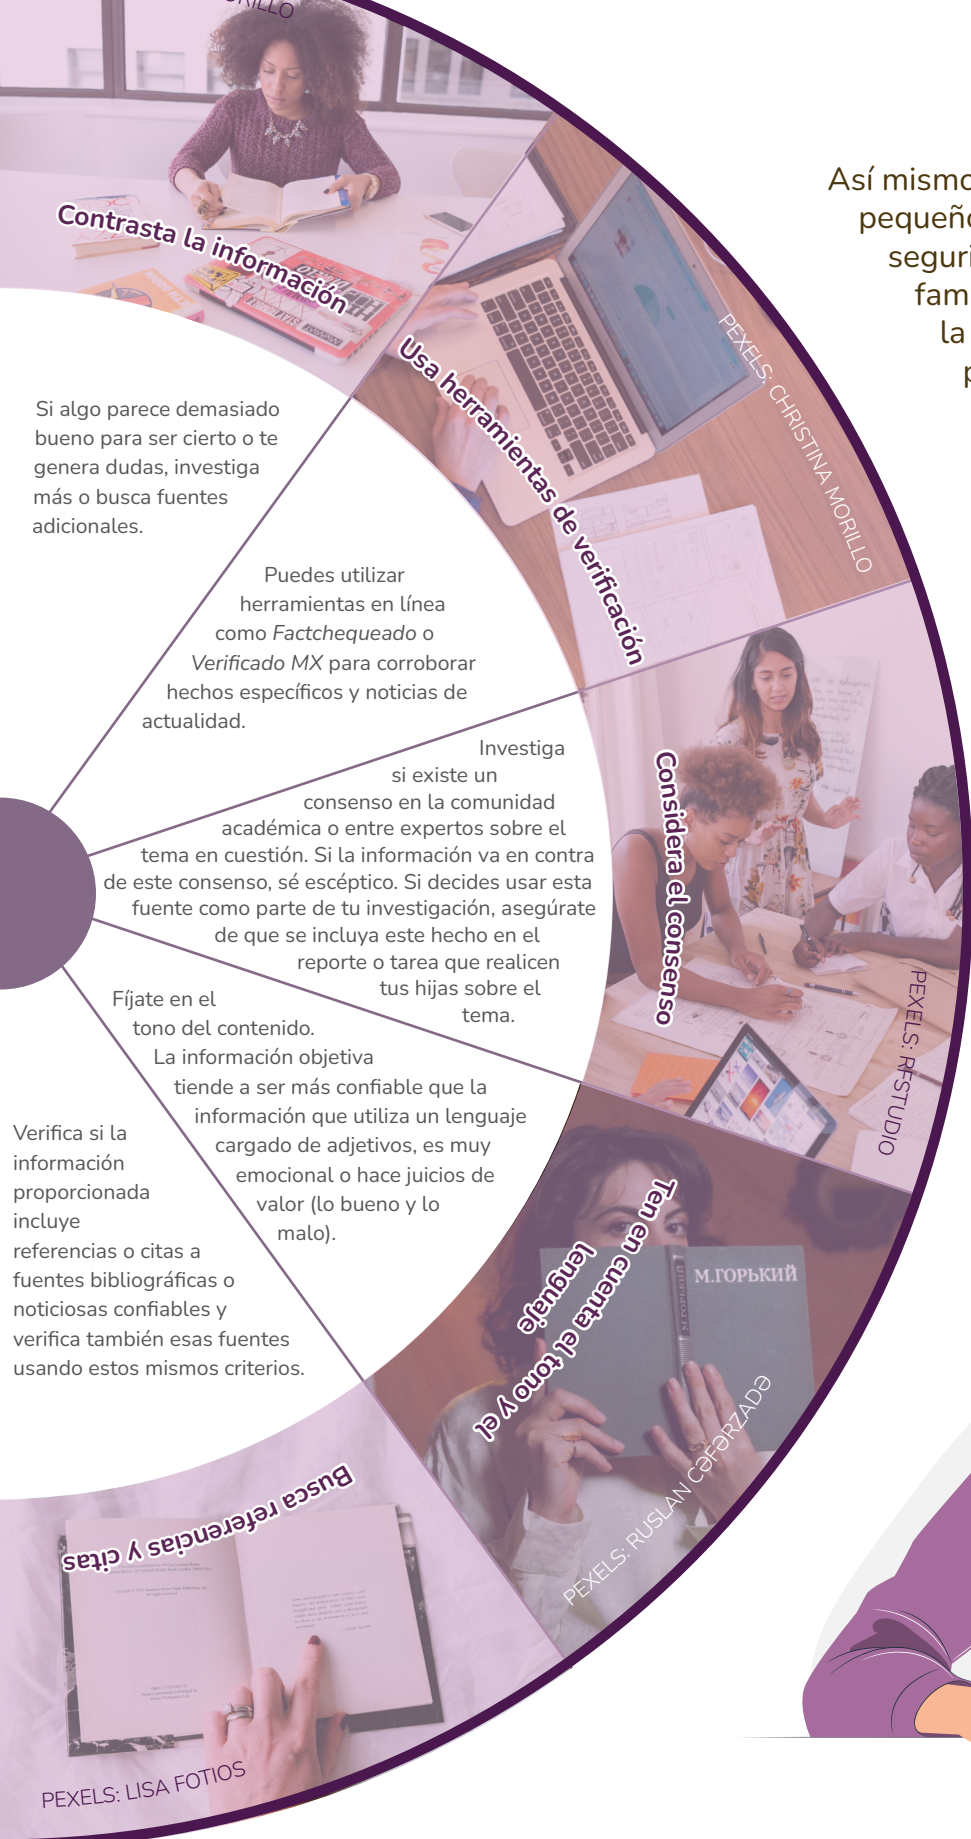 Contrasta la información
Si algo parece demasiado
bueno para ser cierto o te
genera dudas, investiga
más o busca fuentes
adicionales.
Usa herramientas de verificación
PEXELS: CHRISTINA MORILLO
Puedes utilizar
herramientas en línea
como Factchequeado o
Verificado MX para corroborar
hechos específicos y noticias de
actualidad.
Considera el consenso
PEXELS: RFSTUDIO
Investiga
si existe un
consenso en la comunidad
académica o entre expertos sobre el
tema en cuestión. Si la información va en contra
de este consenso, sé escéptico. Si decides usar esta
fuente como parte de tu investigación, asegúrate
de que se incluya este hecho en el
reporte o tarea que realicen
tus hijas sobre el
tema.
Ten en cuenta el tono y el
lenguaje
М.ГОРЬКИЙ
М.ГОРЬКИЙ
PEXELS: RUSLAN CƏFƏRZADƏ
Fíjate en el
tono del contenido.
La información objetiva
tiende a ser más confiable que la
información que utiliza un lenguaje
cargado de adjetivos, es muy
emocional o hace juicios de
valor (lo bueno y lo
malo).
Busca referencias y citas
PEXELS: LISA FOTIOS
Verifica si la
información
proporcionada
incluye
referencias o citas a
fuentes bibliográficas o
noticiosas confiables y
verifica también esas fuentes
usando estos mismos criterios.
Así mismo
la